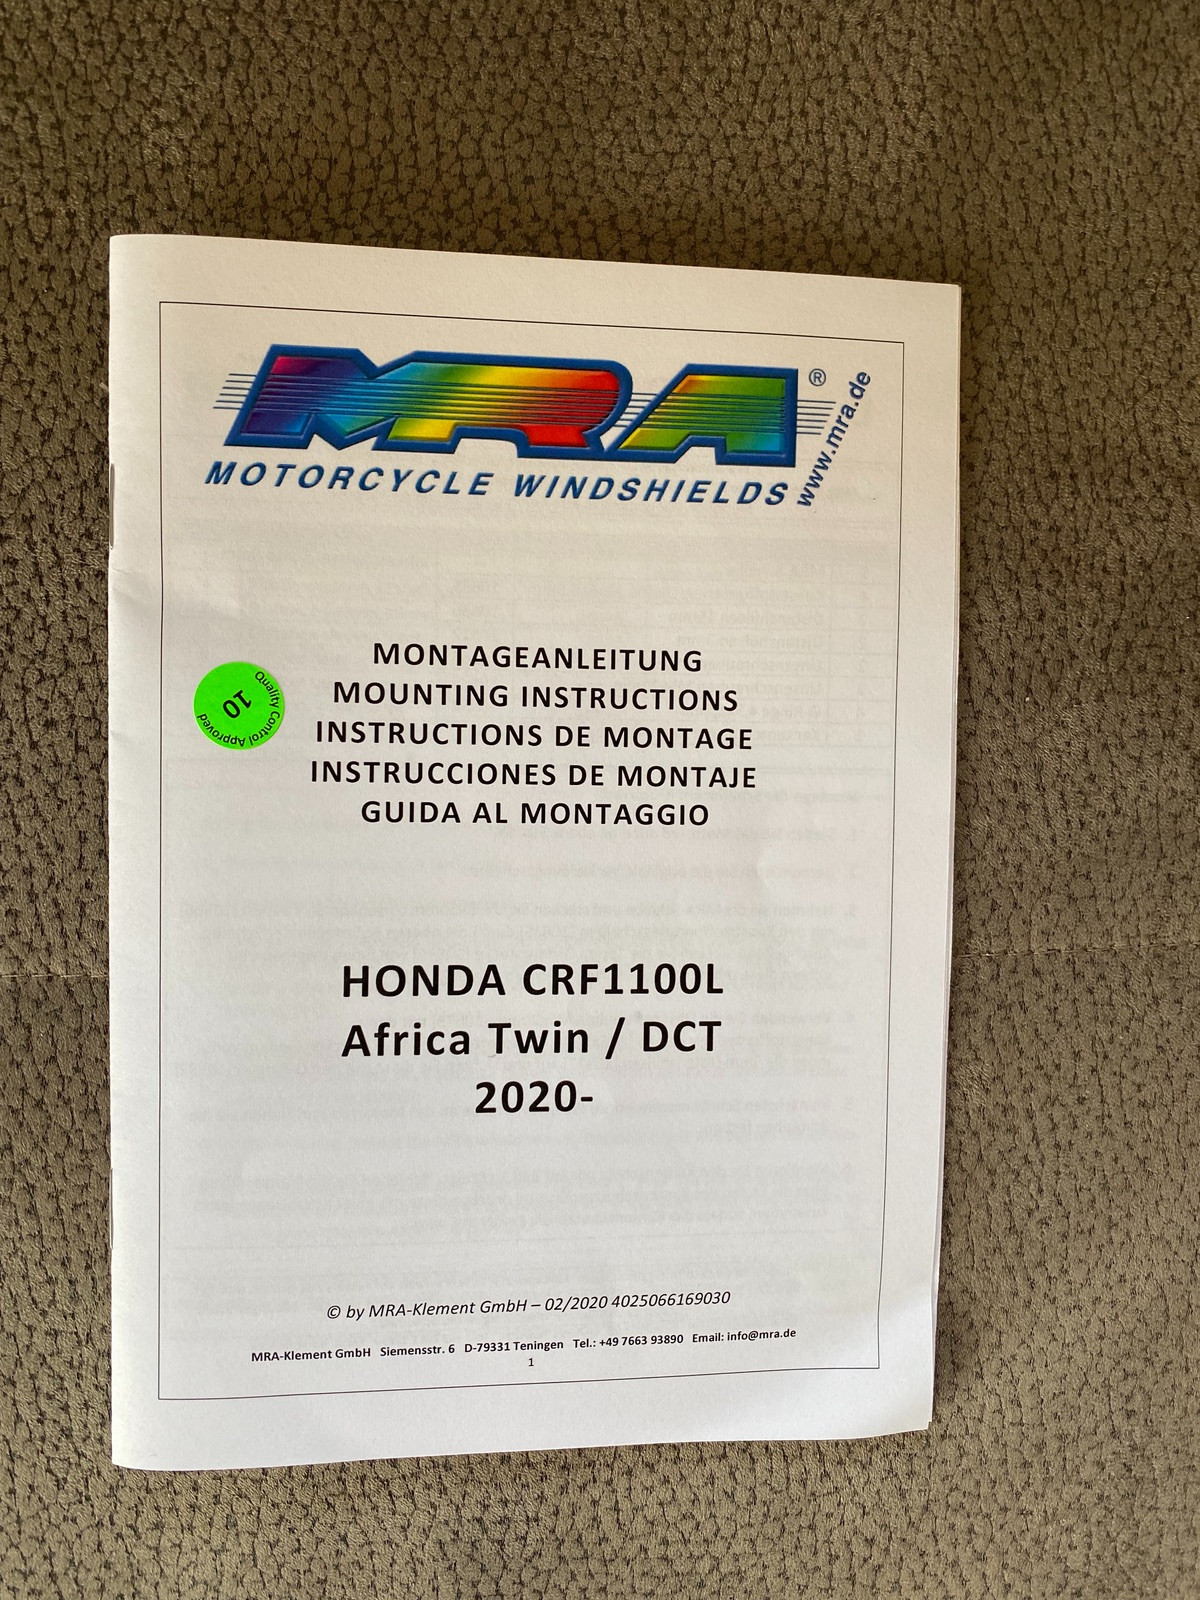 MRA®
www.mra.de
MOTORCYCLE WINDSHIELDS
MONTAGEANLEITUNG
MOUNTING INSTRUCTIONS
INSTRUCTIONS DE MONTAGE
INSTRUCCIONES DE MONTAJE
GUIDA AL MONTAGGIO
Quality Control Approved
10
HONDA CRF1100L
Africa Twin / DCT
2020-
© by MRA-Klement GmbH – 02/2020 4025066169030
MRA-Klement GmbH Siemensstr. 6 D-79331 Teningen Tel.: +49 7663 93890 Email: info@mra.de
1